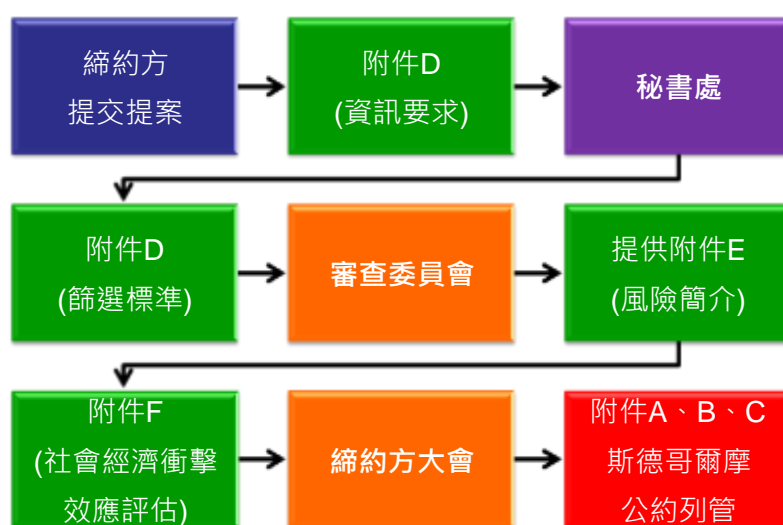 締約方
提交提案
附件D
(資訊要求)
秘書處
附件D
(篩選標準)
審查委員會
提供附件E
(風險簡介)
附件F
(社會經濟衝擊
效應評估)
締約方大會
附件A、B、C
斯德哥爾摩
公約列管